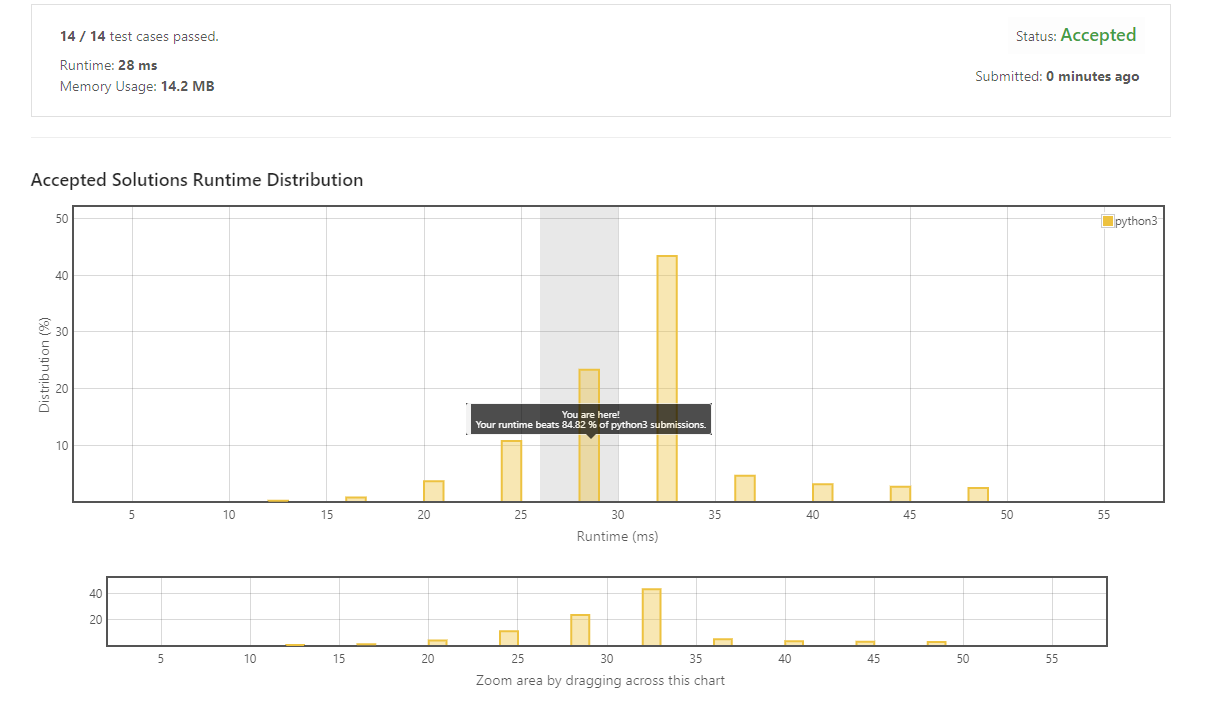 14 / 14 test cases passed.
Status: Accepted
Runtime: 28 ms
Memory Usage: 14.2 MB
Submitted: 0 minutes ago
Accepted Solutions Runtime Distribution
python3
50
40
30
20
10
Distribution (%)
You are here!
Your runtime beats 84.82 % of python3 submissions.
5 10 15 20 25 30 35 40 45 50 55
Runtime (ms)
40
20
5 10 15 20 25 30 35 40 45 50 55
Zoom area by dragging across this chart